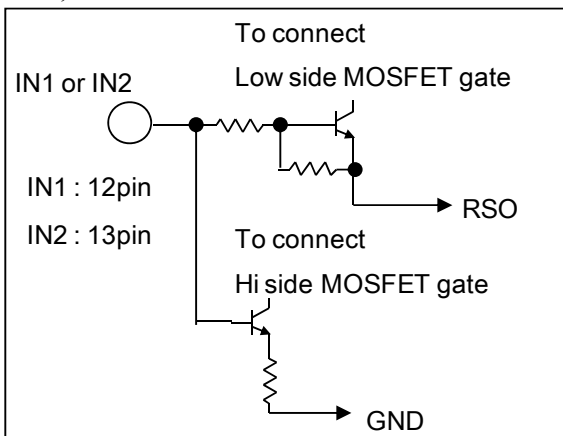 To connect
Low side MOSFET gate
IN1 or IN2
IN1 : 12pin
RSO
IN2 : 13pin
To connect
Hi side MOSFET gate
GND